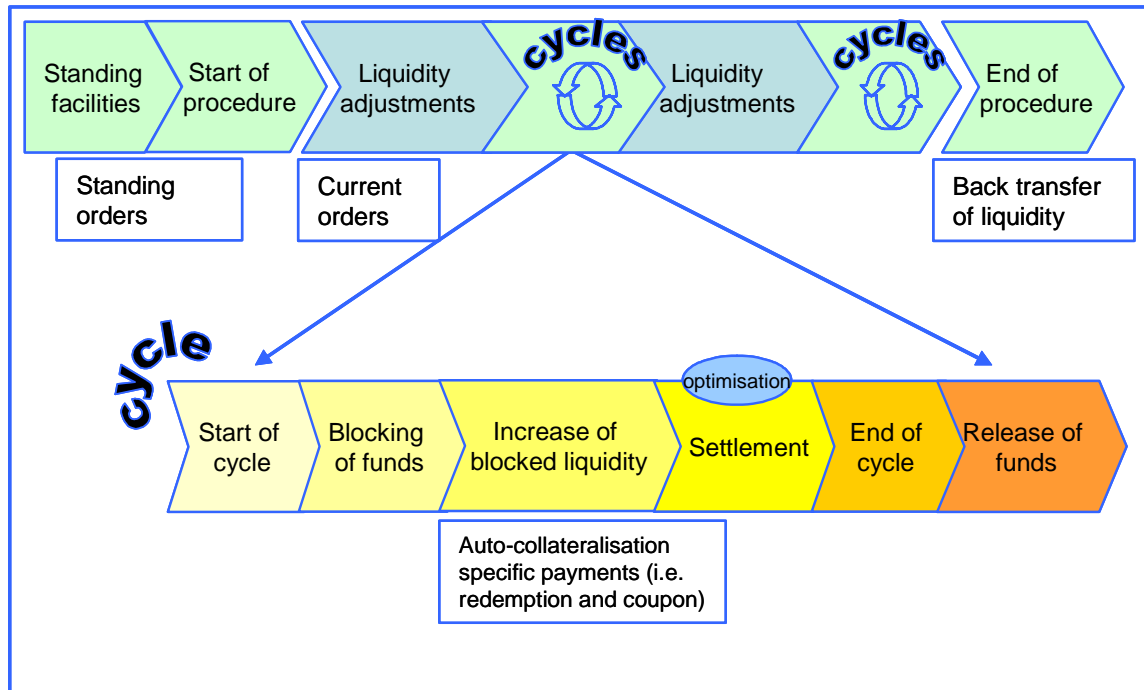 cycles
cycles
Standing
facilities
Start of
procedure
Liquidity
adjustments
Liquidity
adjustments
End of
procedure
Standing
orders
Current
orders
Back transfer
of liquidity
cycle
optimisation
Start of
cycle
Blocking
of funds
Increase of
blocked liquidity
Settlement
End of
cycle
Release of
funds
Auto-collateralisation
specific payments (i.e.
redemption and coupon)